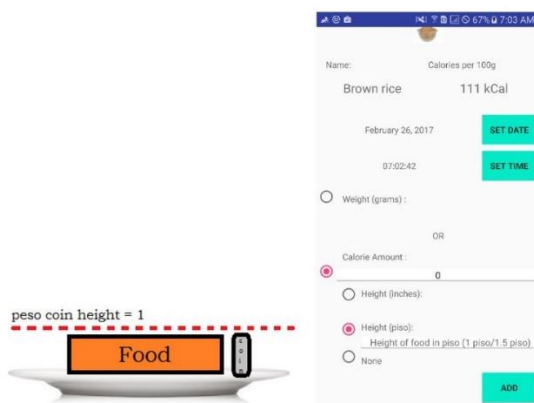 peso coin height = 1
Food
COIN
67% 7:03 AM
Name:
Calories per 100g
Brown rice
111 kCal
February 26, 2017
SET DATE
07:02:42
SET TIME
Weight (grams) :
OR
Calorie Amount :
0
Height (inches):
Height (piso):
Height of food in piso (1 piso/1.5 piso)
None
ADD